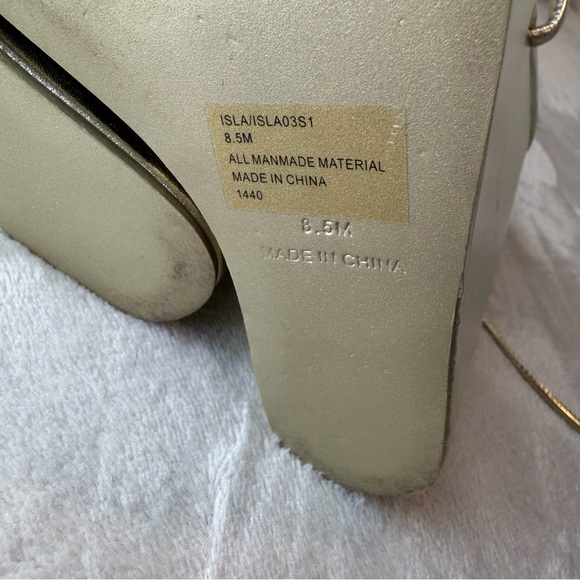 ISLA/ISLA03S1
8.5M
ALL MANMADE MATERIAL
MADE IN CHINA
1440
8.5M
MADE IN CHINA